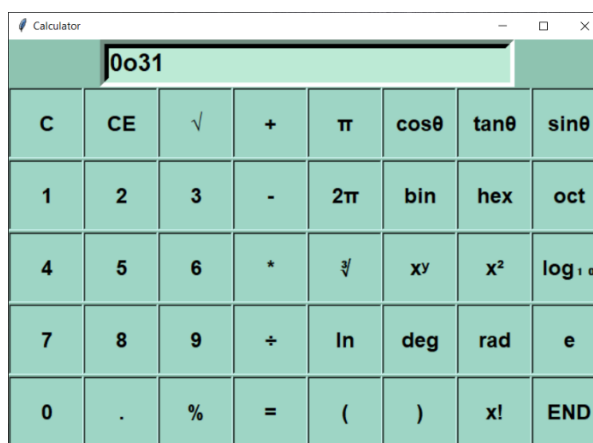 Calculator
0o31
C CE √ + π cosθ tanθ sinθ
1 2 3 - 2π bin hex oct
4 5 6 * ∛ xʸ x² log₁₀
7 8 9 ÷ ln deg rad e
0 . % = ( ) x! END